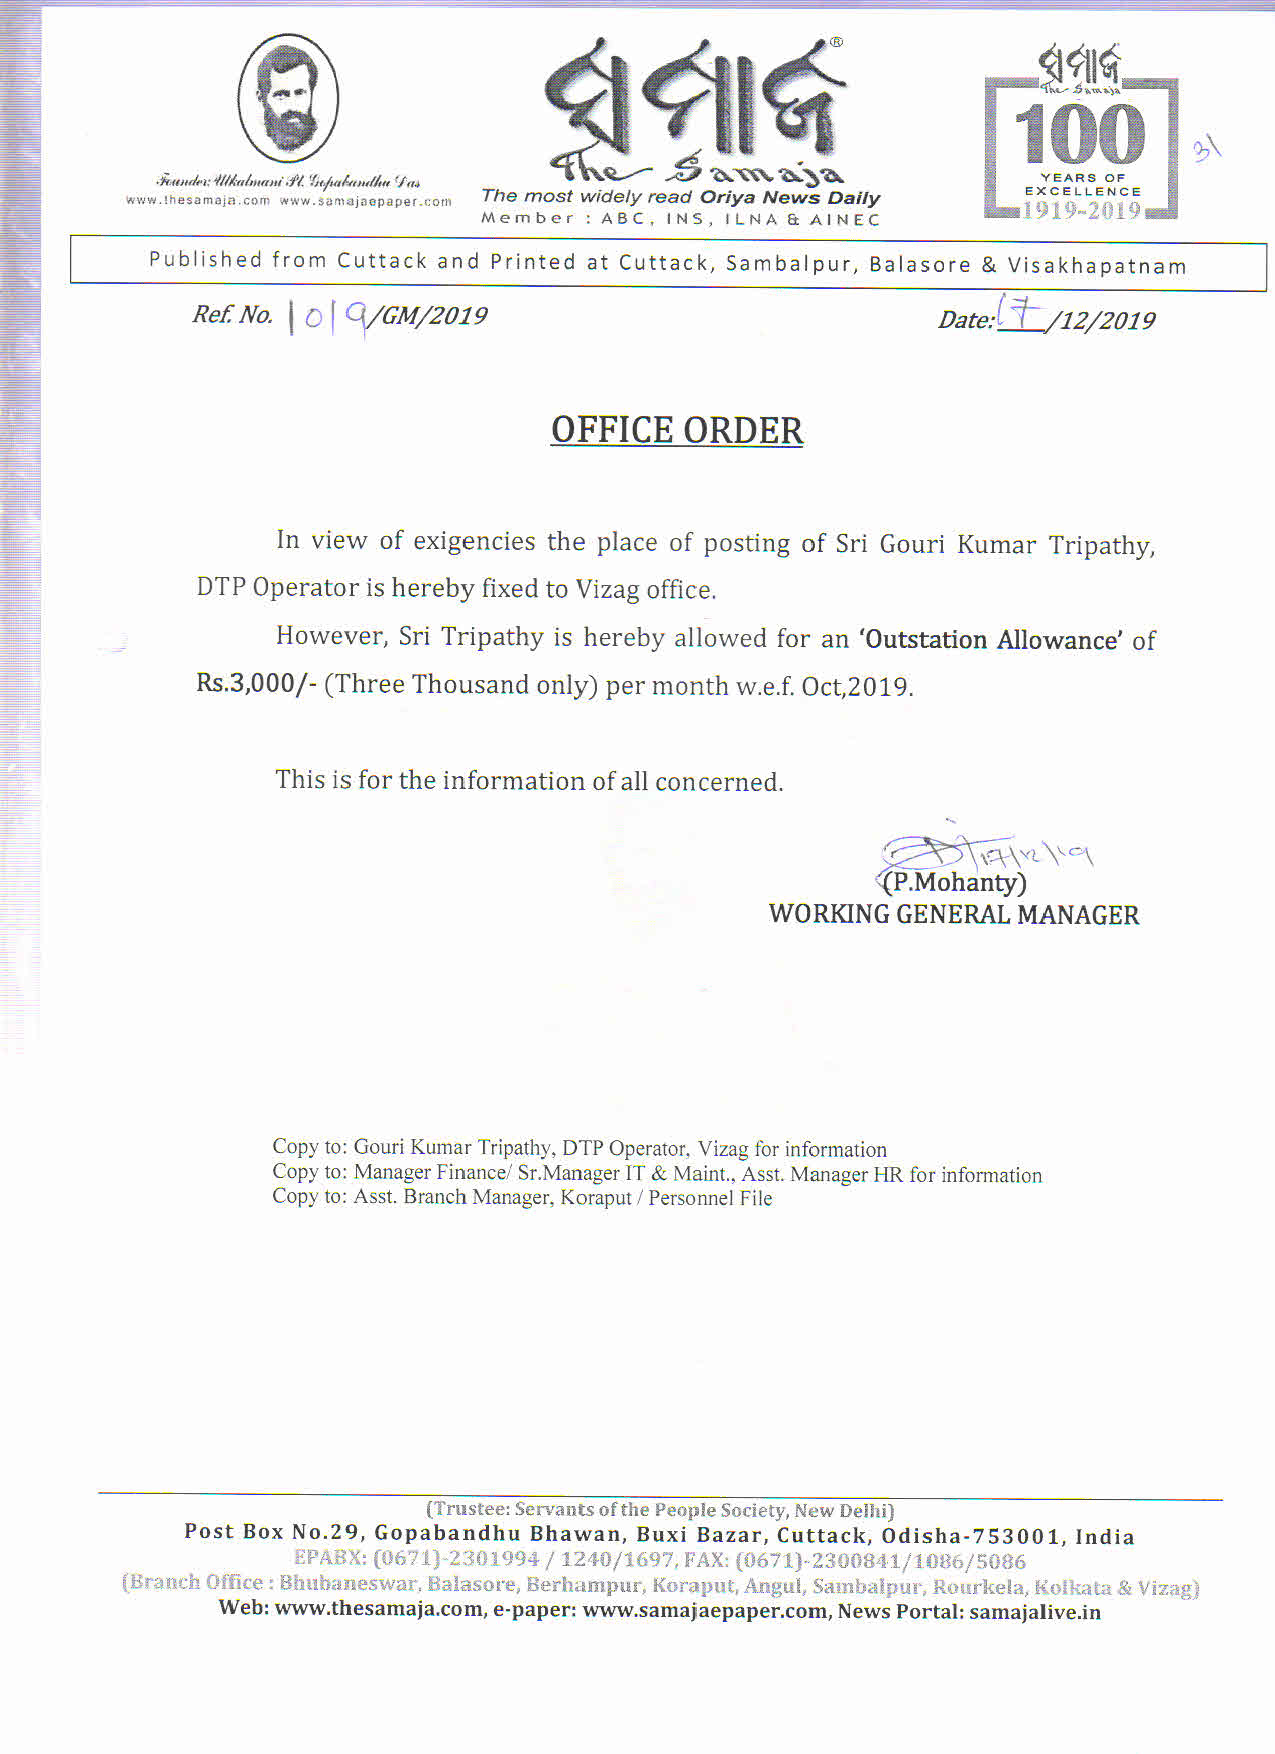 ସମାଜ ®
The Samaja
Founder: Utkalmani Pt. Gopabandhu Das
www.thesamaja.com www.samajaepaper.com
The most widely read Oriya News Daily
Member : ABC, INS, ILNA & AINEC
ସମାଜ
The Samaja
100
YEARS OF
EXCELLENCE
1919-2019
Published from Cuttack and Printed at Cuttack, Sambalpur, Balasore & Visakhapatnam
Ref. No. 1019/GM/2019 Date: 17/12/2019
OFFICE ORDER
In view of exigencies the place of posting of Sri Gouri Kumar Tripathy,
DTP Operator is hereby fixed to Vizag office.
However, Sri Tripathy is hereby allowed for an ‘Outstation Allowance’ of
Rs.3,000/- (Three Thousand only) per month w.e.f. Oct,2019.
This is for the information of all concerned.
(P.Mohanty)
WORKING GENERAL MANAGER
Copy to: Gouri Kumar Tripathy, DTP Operator, Vizag for information
Copy to: Manager Finance/ Sr.Manager IT & Maint., Asst. Manager HR for information
Copy to: Asst. Branch Manager, Koraput / Personnel File
(Trustee: Servants of the People Society, New Delhi)
Post Box No.29, Gopabandhu Bhawan, Buxi Bazar, Cuttack, Odisha-753001, India
EPABX: (0671)-2301994 / 1240/1697, FAX: (0671)-2300841/1086/5086
(Branch Office : Bhubaneswar, Balasore, Berhampur, Koraput, Angul, Sambalpur, Rourkela, Kolkata & Vizag)
Web: www.thesamaja.com, e-paper: www.samajaepaper.com, News Portal: samajalive.in